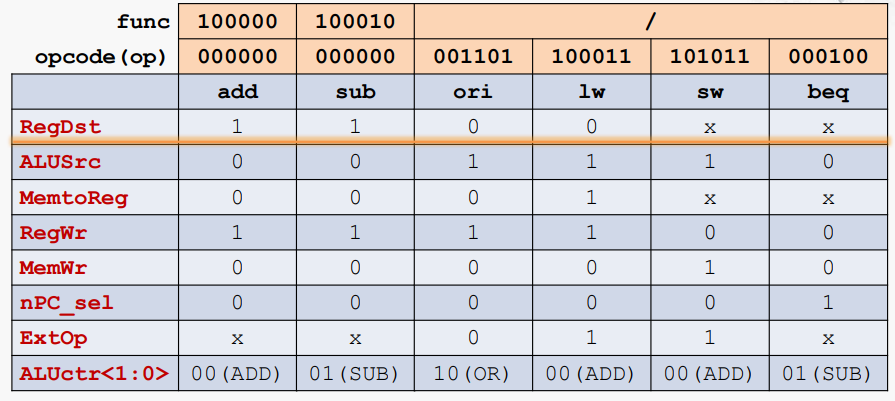 func 100000 100010 /
opcode(op) 000000 000000 001101 100011 101011 000100
add sub ori lw sw beq
RegDst 1 1 0 0 x x
ALUSrc 0 0 1 1 1 0
MemtoReg 0 0 0 1 x x
RegWr 1 1 1 1 0 0
MemWr 0 0 0 0 1 0
nPC_sel 0 0 0 0 0 1
ExtOp x x 0 1 1 x
ALUctr<1:0> 00(ADD) 01(SUB) 10(OR) 00(ADD) 00(ADD) 01(SUB)